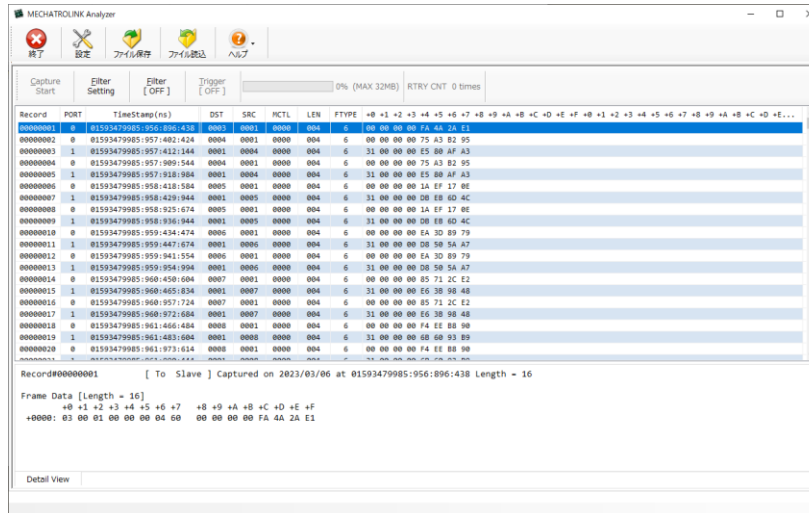 MECHATROLINK Analyzer
終了 設定 ファイル保存 ファイル読込 ヘルプ
Capture Start Filter Setting Filter [ OFF ] Trigger [ OFF ] 0% (MAX 32MB) RTRY CNT 0 times
Record PORT TimeStamp(ns) DST SRC MCTL LEN FTYPE +0 +1 +2 +3 +4 +5 +6 +7 +8 +9 +A +B +C +D +E +F +0 +1 +2 +3 +4 +5 +6 +7 +8 +9 +A +B +C +D +E...
00000001 0 01593479985:956:896:438 0003 0001 0000 004 6 00 00 00 00 FA 4A 2A E1
00000002 0 01593479985:957:402:424 0004 0001 0000 004 6 00 00 00 00 75 A3 B2 95
00000003 1 01593479985:957:412:144 0001 0004 0000 004 6 31 00 00 00 E5 80 AF A3
00000004 0 01593479985:957:909:544 0004 0001 0000 004 6 00 00 00 00 75 A3 B2 95
00000005 1 01593479985:957:918:984 0001 0004 0000 004 6 31 00 00 00 E5 80 AF A3
00000006 0 01593479985:958:418:584 0005 0001 0000 004 6 00 00 00 00 1A EF 17 0E
00000007 1 01593479985:958:429:944 0001 0005 0000 004 6 31 00 00 00 DB EB 6D 4C
00000008 0 01593479985:958:925:674 0005 0001 0000 004 6 00 00 00 00 1A EF 17 0E
00000009 1 01593479985:958:936:944 0001 0005 0000 004 6 31 00 00 00 DB EB 6D 4C
00000010 0 01593479985:959:434:474 0006 0001 0000 004 6 00 00 00 00 EA 3D 89 79
00000011 1 01593479985:959:447:674 0001 0006 0000 004 6 31 00 00 00 D8 50 5A A7
00000012 0 01593479985:959:941:554 0006 0001 0000 004 6 00 00 00 00 EA 3D 89 79
00000013 1 01593479985:959:954:994 0001 0006 0000 004 6 31 00 00 00 D8 50 5A A7
00000014 0 01593479985:960:450:604 0007 0001 0000 004 6 00 00 00 00 85 71 2C E2
00000015 1 01593479985:960:465:834 0001 0007 0000 004 6 31 00 00 00 E6 3B 98 48
00000016 0 01593479985:960:957:724 0007 0001 0000 004 6 00 00 00 00 85 71 2C E2
00000017 1 01593479985:960:972:684 0001 0007 0000 004 6 31 00 00 00 E6 3B 98 48
00000018 0 01593479985:961:466:484 0008 0001 0000 004 6 00 00 00 00 F4 EE B8 90
00000019 1 01593479985:961:483:604 0001 0008 0000 004 6 31 00 00 00 6B 60 93 B9
00000020 0 01593479985:961:973:614 0008 0001 0000 004 6 00 00 00 00 F4 EE B8 90
Record#00000001 [ To Slave ] Captured on 2023/03/06 at 01593479985:956:896:438 Length = 16
Frame Data [Length = 16]
+0 +1 +2 +3 +4 +5 +6 +7 +8 +9 +A +B +C +D +E +F
+0000: 03 00 01 00 00 00 04 60 00 00 00 00 FA 4A 2A E1
Detail View